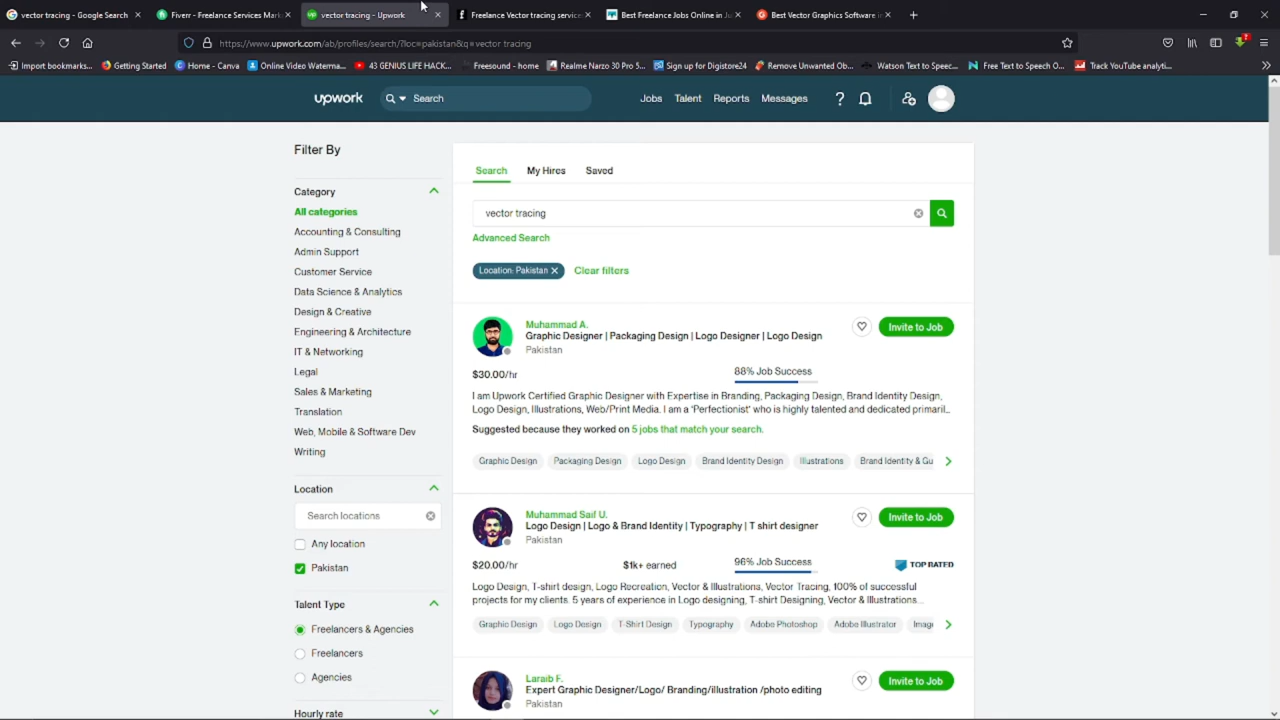 vector tracing - Google Search
Fiverr - Freelance Services Mark
vector tracing - Upwork
Freelance Vector tracing services
Best Freelance Jobs Online in Ju
Best Vector Graphics Software in
https://www.upwork.com/ab/profiles/search/?loc=pakistan&q=vector tracing
Import bookmarks...
Getting Started
Home - Canva
Online Video Waterma...
43 GENIUS LIFE HACK...
Freesound - home
Realme Narzo 30 Pro 5...
Sign up for Digistore24
Remove Unwanted Ob...
Watson Text to Speec...
Free Text to Speech O...
Track YouTube analyti...
upwork
Search
Jobs
Talent
Reports
Messages
?
Filter By
Category
All categories
Accounting & Consulting
Admin Support
Customer Service
Data Science & Analytics
Design & Creative
Engineering & Architecture
IT & Networking
Legal
Sales & Marketing
Translation
Web, Mobile & Software Dev
Writing
Location
Search locations
Any location
Pakistan
Talent Type
Freelancers & Agencies
Freelancers
Agencies
Hourly rate
Search
My Hires
Saved
vector tracing
Advanced Search
Location: Pakistan
Clear filters
Muhammad A.
Graphic Designer | Packaging Design | Logo Designer | Logo Design
Pakistan
Invite to Job
$30.00/hr
88% Job Success
I am Upwork Certified Graphic Designer with Expertise in Branding, Packaging Design, Brand Identity Design,
Logo Design, Illustrations, Web/Print Media. I am a 'Perfectionist' who is highly talented and dedicated primaril...
Suggested because they worked on 5 jobs that match your search.
Graphic Design
Packaging Design
Logo Design
Brand Identity Design
Illustrations
Brand Identity & Gu
Muhammad Saif U.
Logo Design | Logo & Brand Identity | Typography | T shirt designer
Pakistan
Invite to Job
$20.00/hr
$1k+ earned
96% Job Success
TOP RATED
Logo Design, T-shirt design, Logo Recreation, Vector & Illustrations, Vector Tracing, 100% of successful
projects for my clients. 5 years of experience in Logo designing, T-shirt Designing, Vector & Illustrations...
Graphic Design
Logo Design
T-Shirt Design
Typography
Adobe Photoshop
Adobe Illustrator
Image
Laraib F.
Expert Graphic Designer/Logo/ Branding/illustration /photo editing
Pakistan
Invite to Job